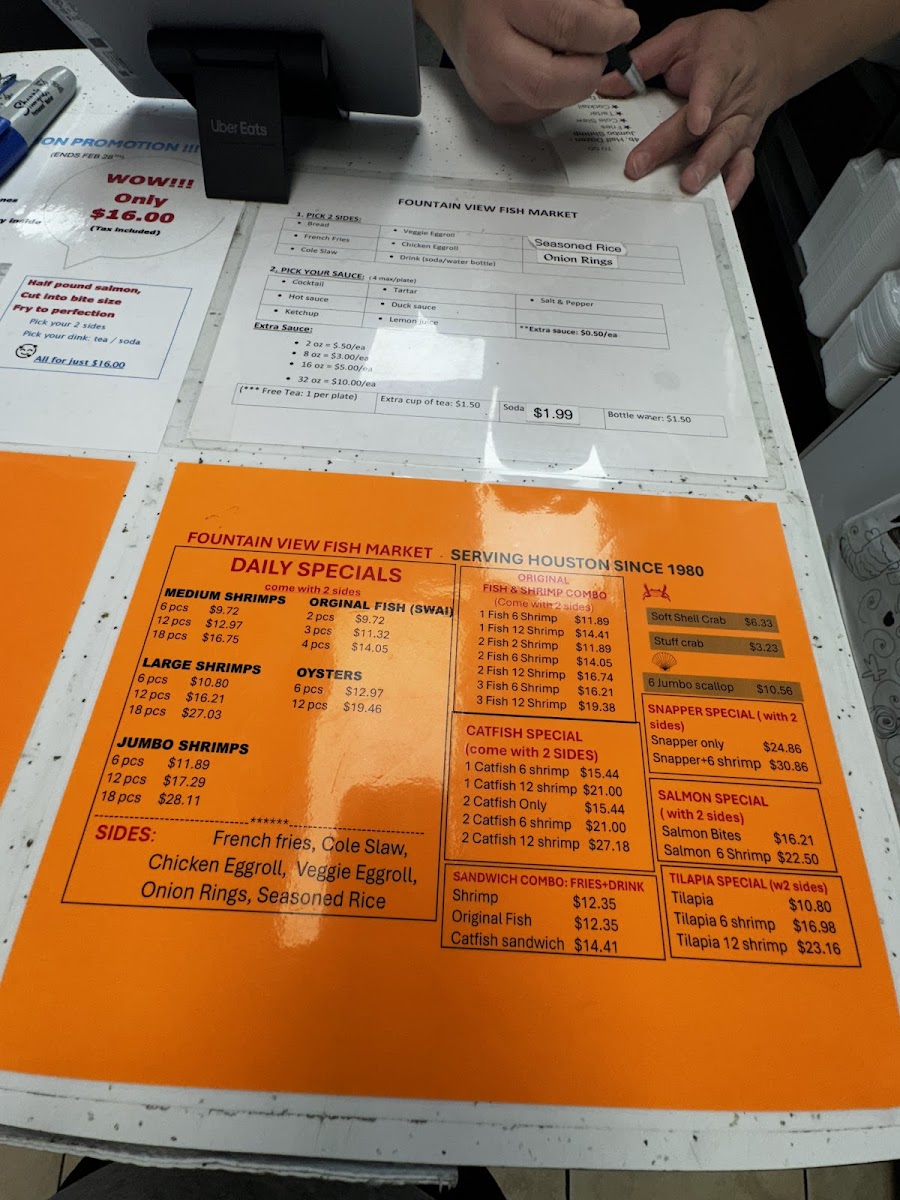 Uber Eats
4b. Half Dozen -
Jumbo Shrimp
★ Fries
★ Cole Slaw
★ Tartar
★ Cocktail
ON PROMOTION !!!
(ENDS FEB 28TH)
WOW!!!
Only
$16.00
(Tax included)
Half pound salmon,
Cut into bite size
Fry to perfection
Pick your 2 sides
Pick your dink: tea / soda
All for just $16.00
FOUNTAIN VIEW FISH MARKET
1. PICK 2 SIDES:
• Bread
• Veggie Eggroll
Seasoned Rice
• French Fries
• Chicken Eggroll
Onion Rings
• Cole Slaw
• Drink (soda/water bottle)
2. PICK YOUR SAUCE: (4 max/plate)
• Cocktail
• Tartar
• Salt & Pepper
• Hot sauce
• Duck sauce
• Ketchup
• Lemon juice
**Extra sauce: $0.50/ea
Extra Sauce:
• 2 oz = $.50/ea
• 8 oz = $3.00/ea
• 16 oz = $5.00/ea
• 32 oz = $10.00/ea
(*** Free Tea: 1 per plate)
Extra cup of tea: $1.50
Soda $1.99
Bottle water: $1.50
FOUNTAIN VIEW FISH MARKET SERVING HOUSTON SINCE 1980
DAILY SPECIALS
come with 2 sides
MEDIUM SHRIMPS
6 pcs $9.72
12 pcs $12.97
18 pcs $16.75
ORGINAL FISH (SWAI)
2 pcs $9.72
3 pcs $11.32
4 pcs $14.05
LARGE SHRIMPS
6 pcs $10.80
12 pcs $16.21
18 pcs $27.03
OYSTERS
6 pcs $12.97
12 pcs $19.46
JUMBO SHRIMPS
6 pcs $11.89
12 pcs $17.29
18 pcs $28.11
******
SIDES: French fries, Cole Slaw,
Chicken Eggroll, Veggie Eggroll,
Onion Rings, Seasoned Rice
ORIGINAL
FISH & SHRIMP COMBO
(Come with 2 sides)
1 Fish 6 Shrimp $11.89
1 Fish 12 Shrimp $14.41
2 Fish 2 Shrimp $11.89
2 Fish 6 Shrimp $14.05
2 Fish 12 Shrimp $16.74
3 Fish 6 Shrimp $16.21
3 Fish 12 Shrimp $19.38
CATFISH SPECIAL
(come with 2 SIDES)
1 Catfish 6 shrimp $15.44
1 Catfish 12 shrimp $21.00
2 Catfish Only $15.44
2 Catfish 6 shrimp $21.00
2 Catfish 12 shrimp $27.18
SANDWICH COMBO: FRIES+DRINK
Shrimp $12.35
Original Fish $12.35
Catfish sandwich $14.41
Soft Shell Crab $6.33
Stuff crab $3.23
6 Jumbo scallop $10.56
SNAPPER SPECIAL ( with 2
sides)
Snapper only $24.86
Snapper+6 shrimp $30.86
SALMON SPECIAL
( with 2 sides)
Salmon Bites $16.21
Salmon 6 Shrimp $22.50
TILAPIA SPECIAL (w2 sides)
Tilapia $10.80
Tilapia 6 shrimp $16.98
Tilapia 12 shrimp $23.16